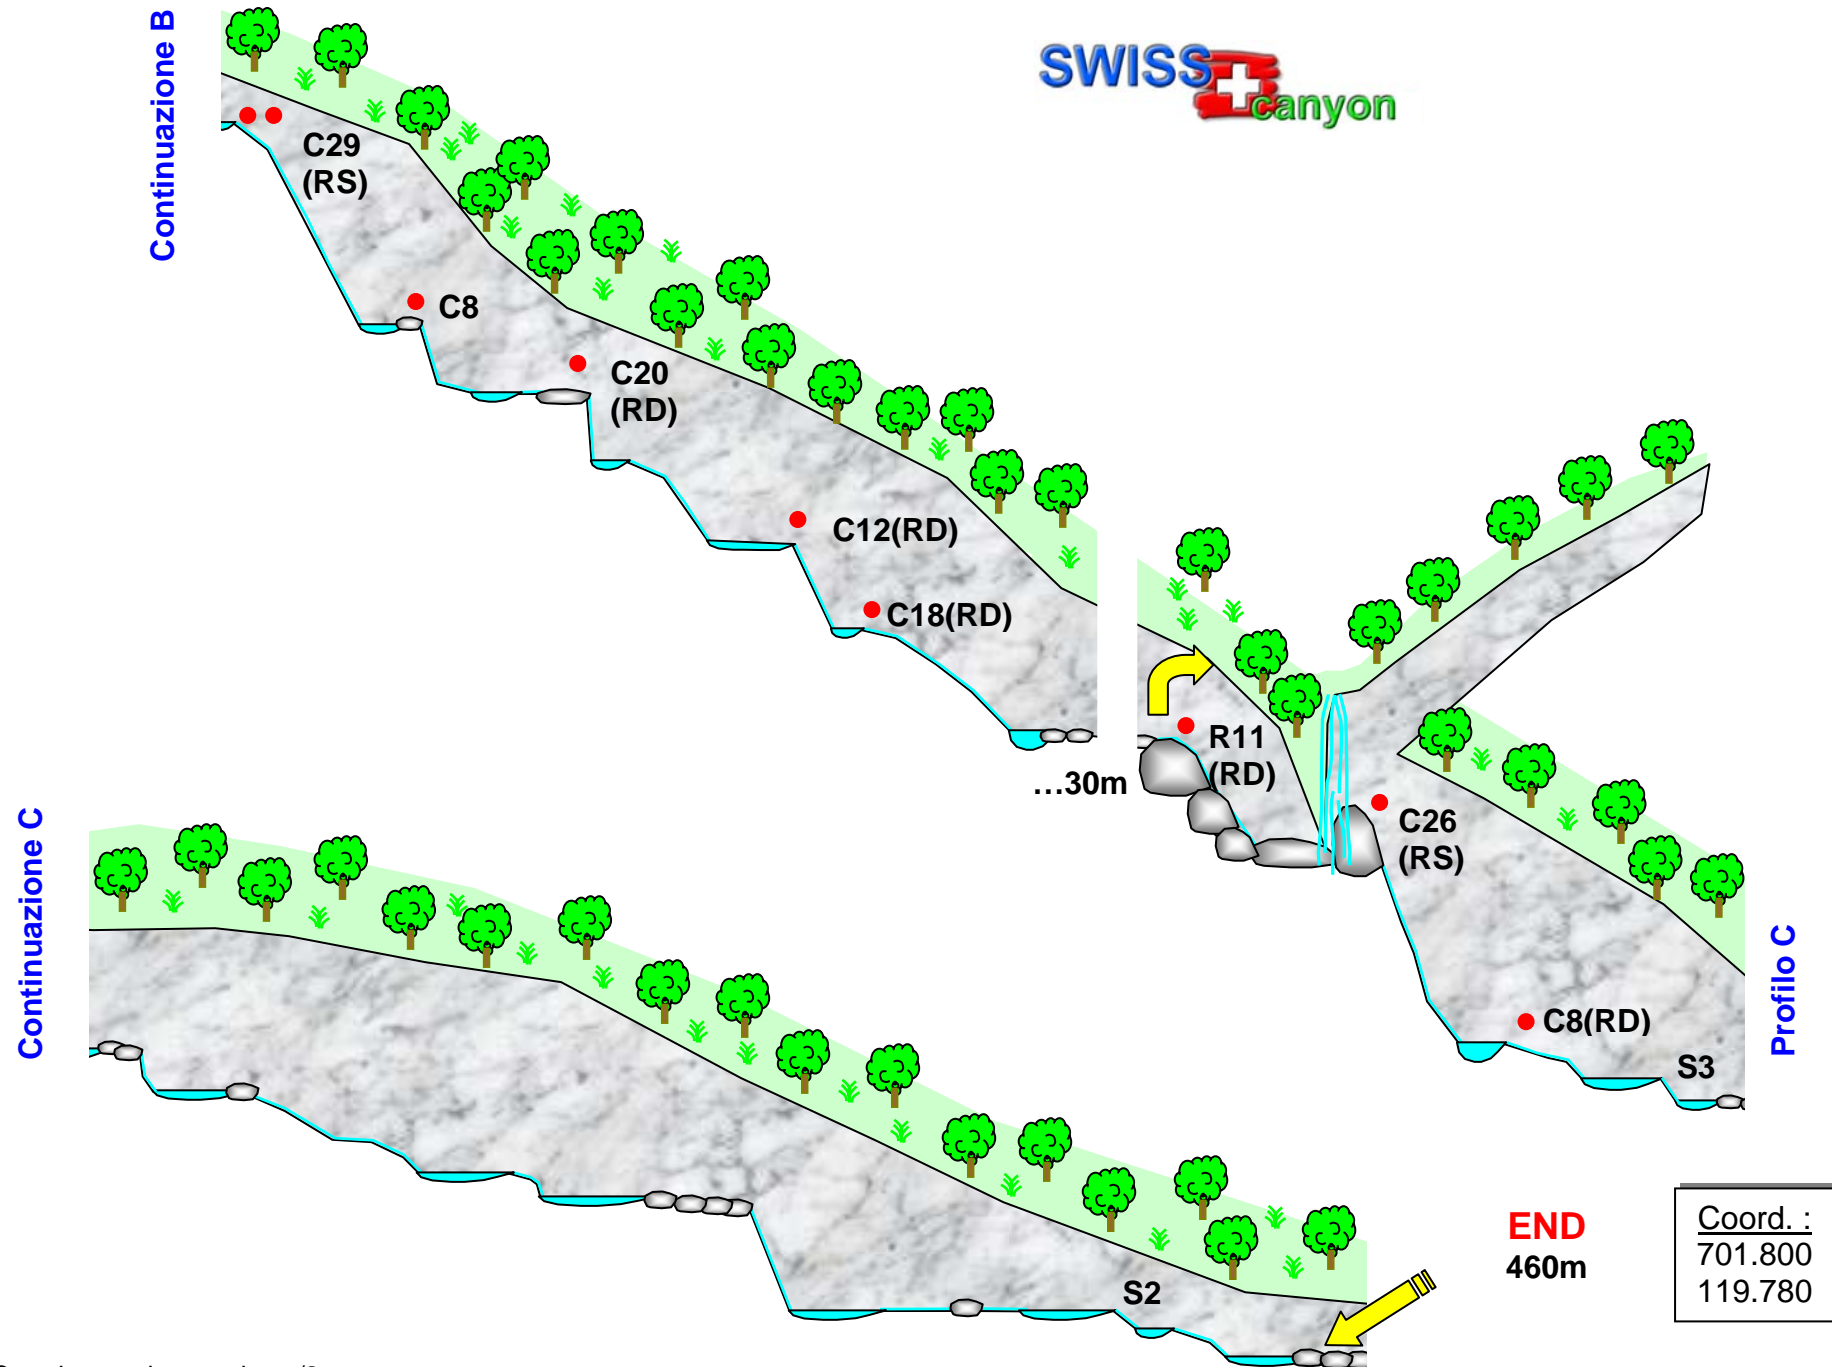 Continuazione B
SWISS
canyon
C29
(RS)
C8
C20
(RD)
C12(RD)
C18(RD)
…30m
R11
(RD)
C26
(RS)
C8(RD)
S3
Profilo C
Continuazione C
S2
END
460m
Coord. :
701.800
119.780